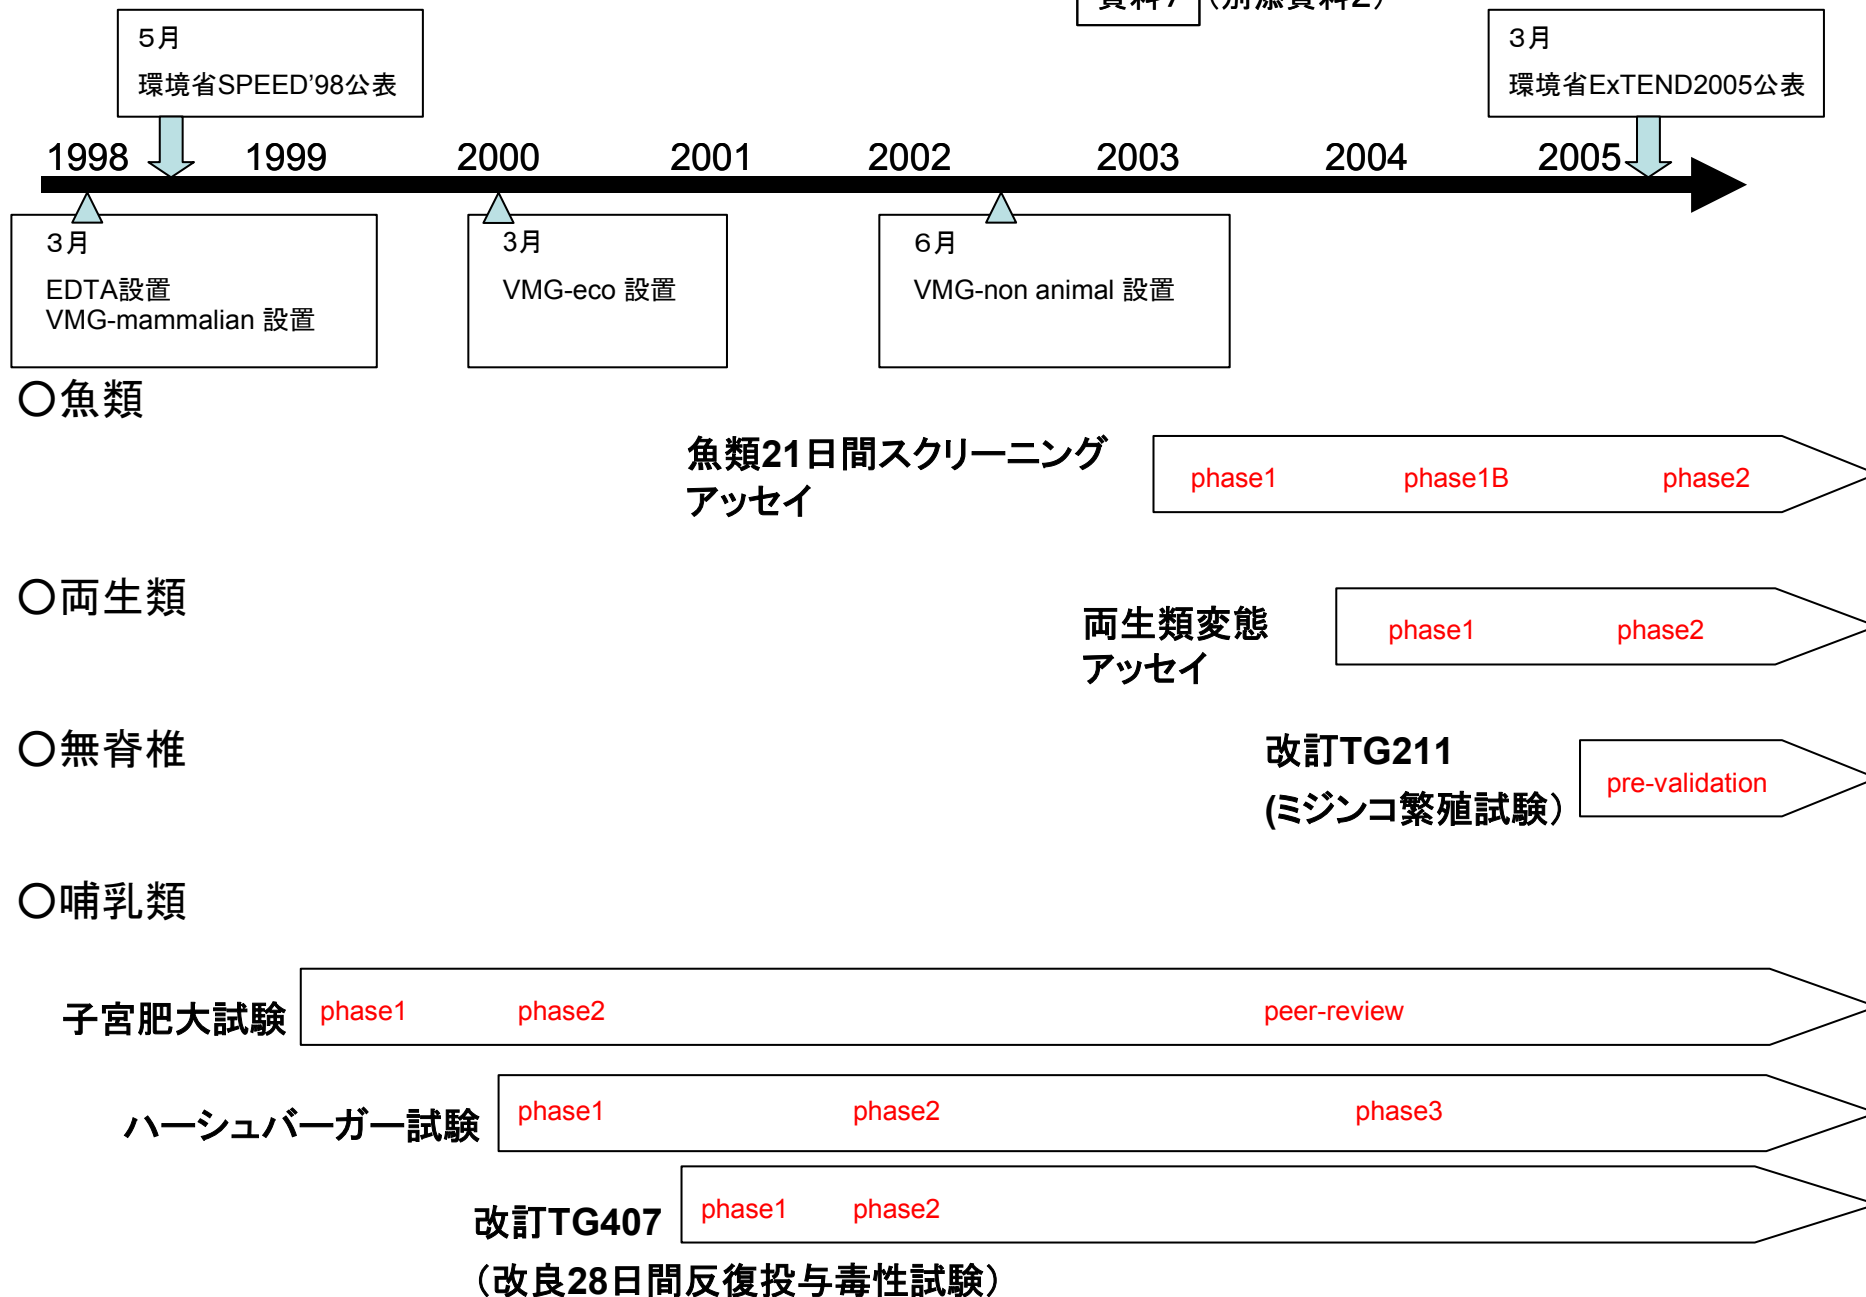 資料7 (別添資料2)
5月
環境省SPEED'98公表
3月
環境省ExTEND2005公表
1998 1999 2000 2001 2002 2003 2004 2005
3月
EDTA設置
VMG-mammalian 設置
3月
VMG-eco 設置
6月
VMG-non animal 設置
○魚類
魚類21日間スクリーニング
アッセイ
phase1 phase1B phase2
○両生類
両生類変態
アッセイ
phase1 phase2
○無脊椎
改訂TG211
(ミジンコ繁殖試験)
pre-validation
○哺乳類
子宮肥大試験
phase1 phase2 peer-review
ハーシュバーガー試験
phase1 phase2 phase3
改訂TG407
(改良28日間反復投与毒性試験)
phase1 phase2